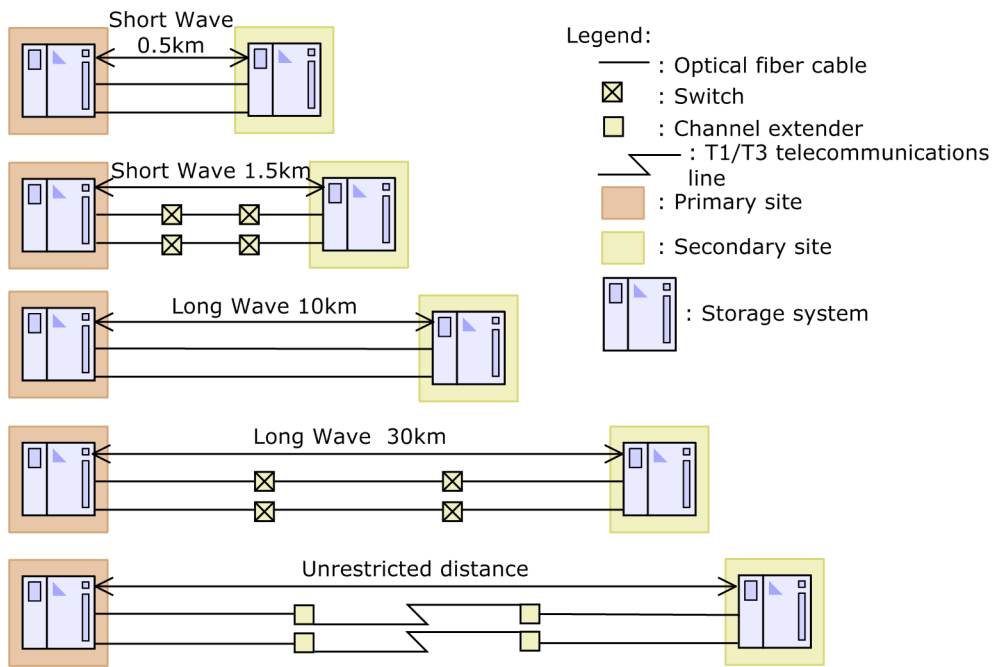 Short Wave
0.5km
Short Wave 1.5km
Long Wave 10km
Long Wave 30km
Unrestricted distance
Legend:
: Optical fiber cable
: Switch
: Channel extender
: T1/T3 telecommunications
line
: Primary site
: Secondary site
: Storage system